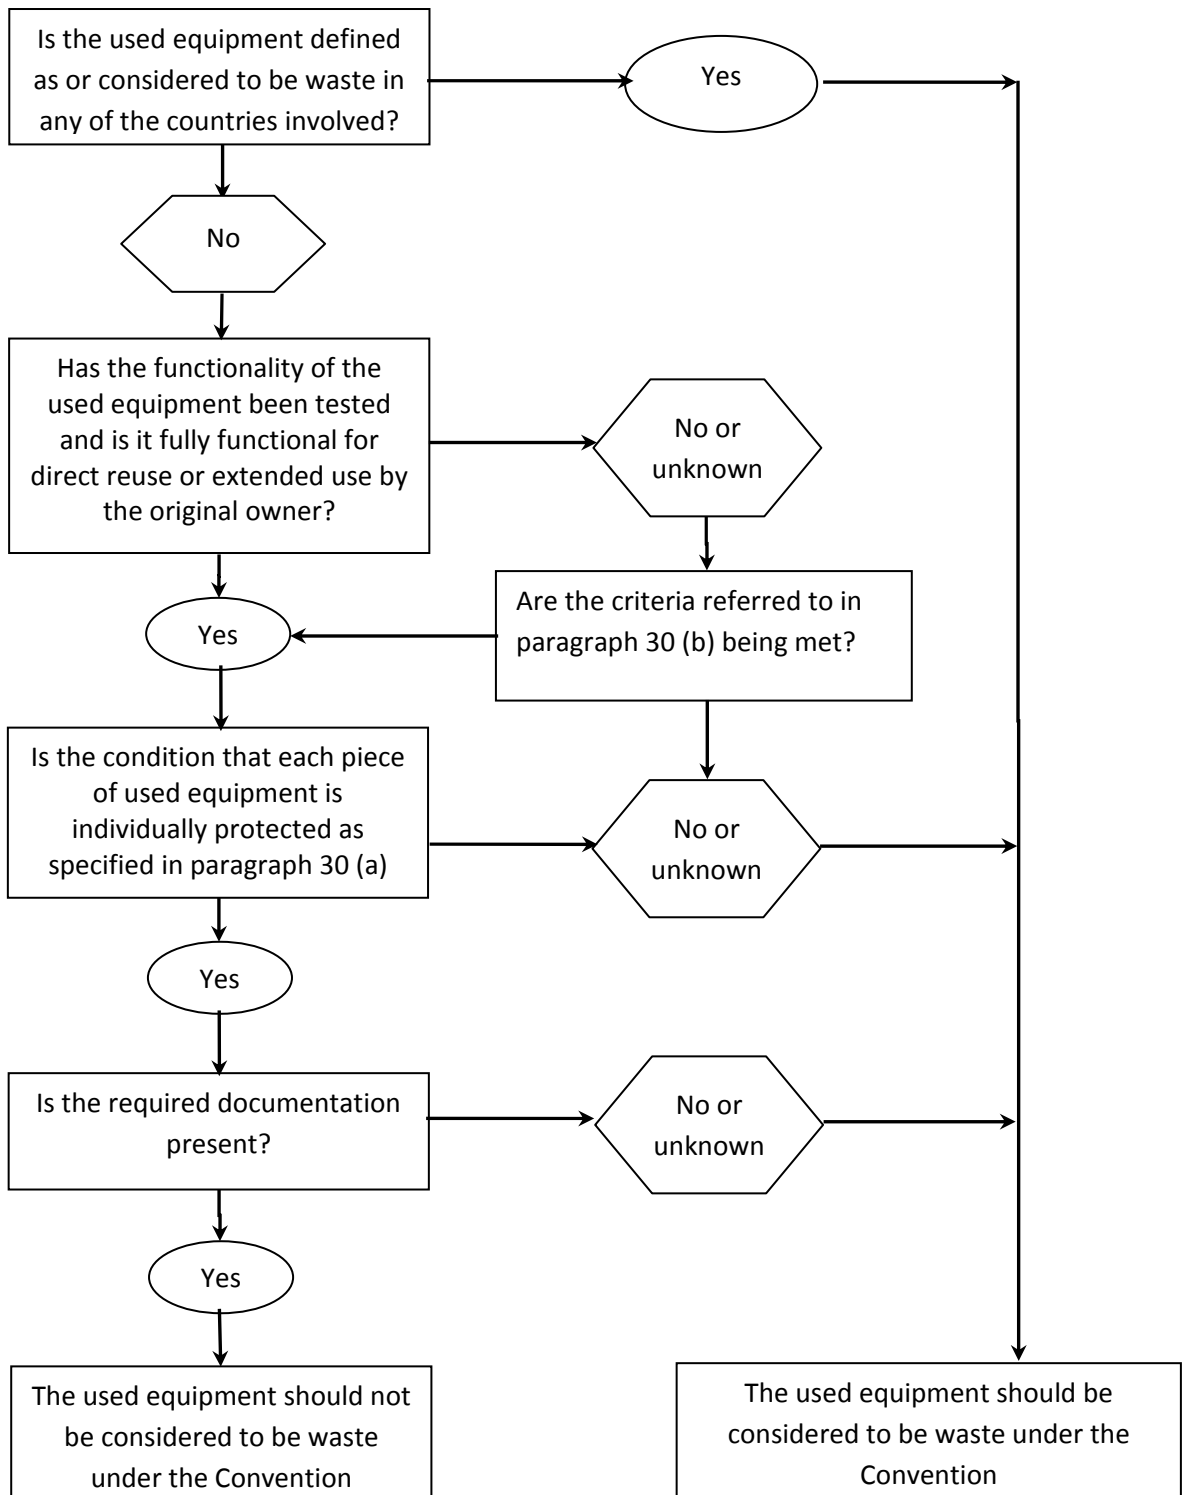 Is the used equipment defined
as or considered to be waste in
any of the countries involved?
Yes
No
Has the functionality of the
used equipment been tested
and is it fully functional for
direct reuse or extended use by
the original owner?
No or
unknown
Are the criteria referred to in
paragraph 30 (b) being met?
Yes
Is the condition that each piece
of used equipment is
individually protected as
specified in paragraph 30 (a)
No or
unknown
Yes
Is the required documentation
present?
No or
unknown
Yes
The used equipment should not
be considered to be waste
under the Convention
The used equipment should be
considered to be waste under the
Convention